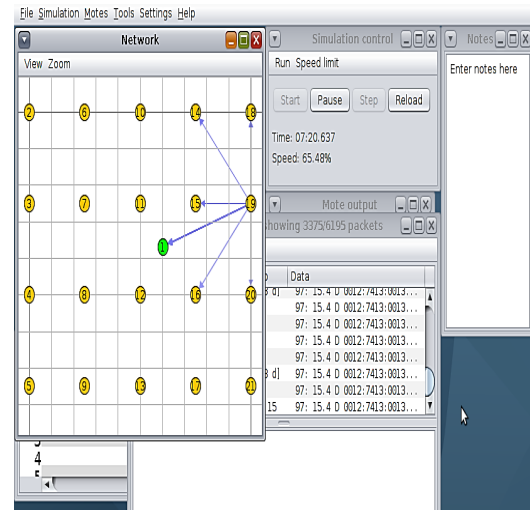 File Simulation Motes Tools Settings Help
Network
View Zoom
2 6 10 14 18
3 7 11 15 19
1
4 8 12 16 20
5 9 13 17 21
Simulation control
Run Speed limit
Start Pause Step Reload
Time: 07:20.637
Speed: 65.48%
Notes
Enter notes here
Mote output
showing 3375/6195 packets
Data
d] 97: 15.4 D 0012:7413:0013...
97: 15.4 D 0012:7413:0013...
97: 15.4 D 0012:7413:0013...
97: 15.4 D 0012:7413:0013...
97: 15.4 D 0012:7413:0013...
d] 97: 15.4 D 0012:7413:0013...
97: 15.4 D 0012:7413:0013...
15 97: 15.4 D 0012:7413:0013...
4